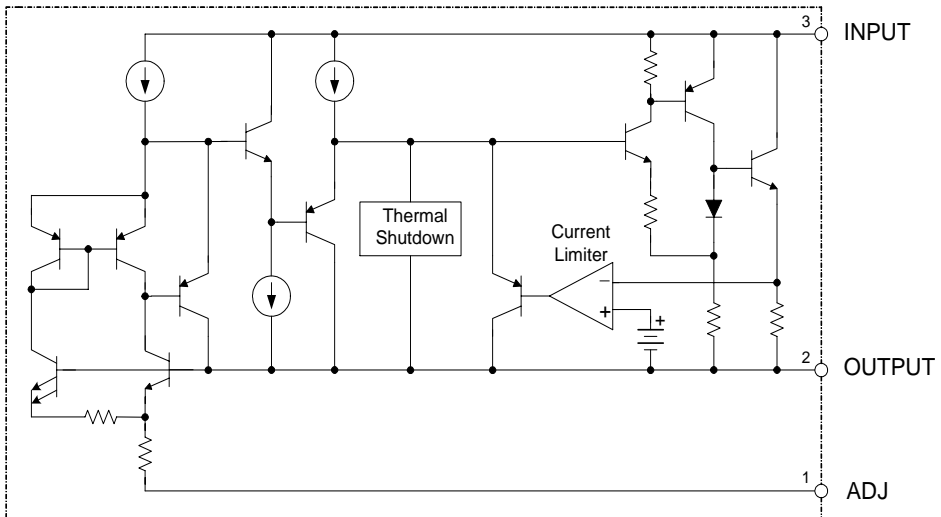 3
INPUT
Thermal
Shutdown
Current
Limiter
−
+
+
2
OUTPUT
1
ADJ